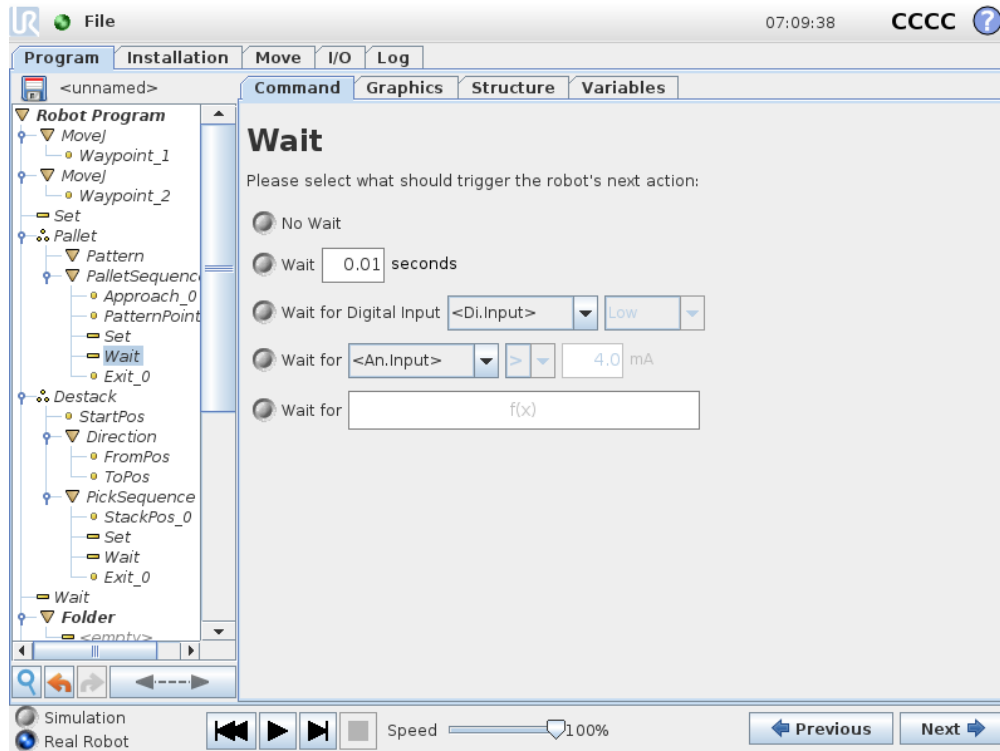 UR File 07:09:38 CCCC ?
Program Installation Move I/O Log
<unnamed> Command Graphics Structure Variables
Robot Program
MoveJ
Waypoint_1
MoveJ
Waypoint_2
Set
Pallet
Pattern
PalletSequenc
Approach_0
PatternPoint
Set
Wait
Exit_0
Destack
StartPos
Direction
FromPos
ToPos
PickSequence
StackPos_0
Set
Wait
Exit_0
Wait
Folder
<empty>
Wait
Please select what should trigger the robot's next action:
No Wait
Wait 0.01 seconds
Wait for Digital Input <Di.Input> Low
Wait for <An.Input> > 4.0 mA
Wait for f(x)
Simulation
Real Robot
Speed 100% Previous Next